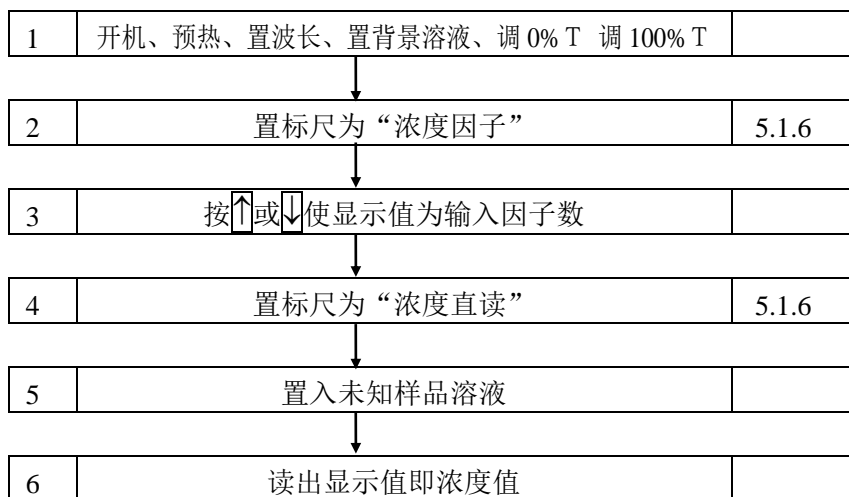 1 开机、预热、置波长、置背景溶液、调 0% T 调 100% T
2 置标尺为“浓度因子” 5.1.6
3 按↑或↓使显示值为输入因子数
4 置标尺为“浓度直读” 5.1.6
5 置入未知样品溶液
6 读出显示值即浓度值